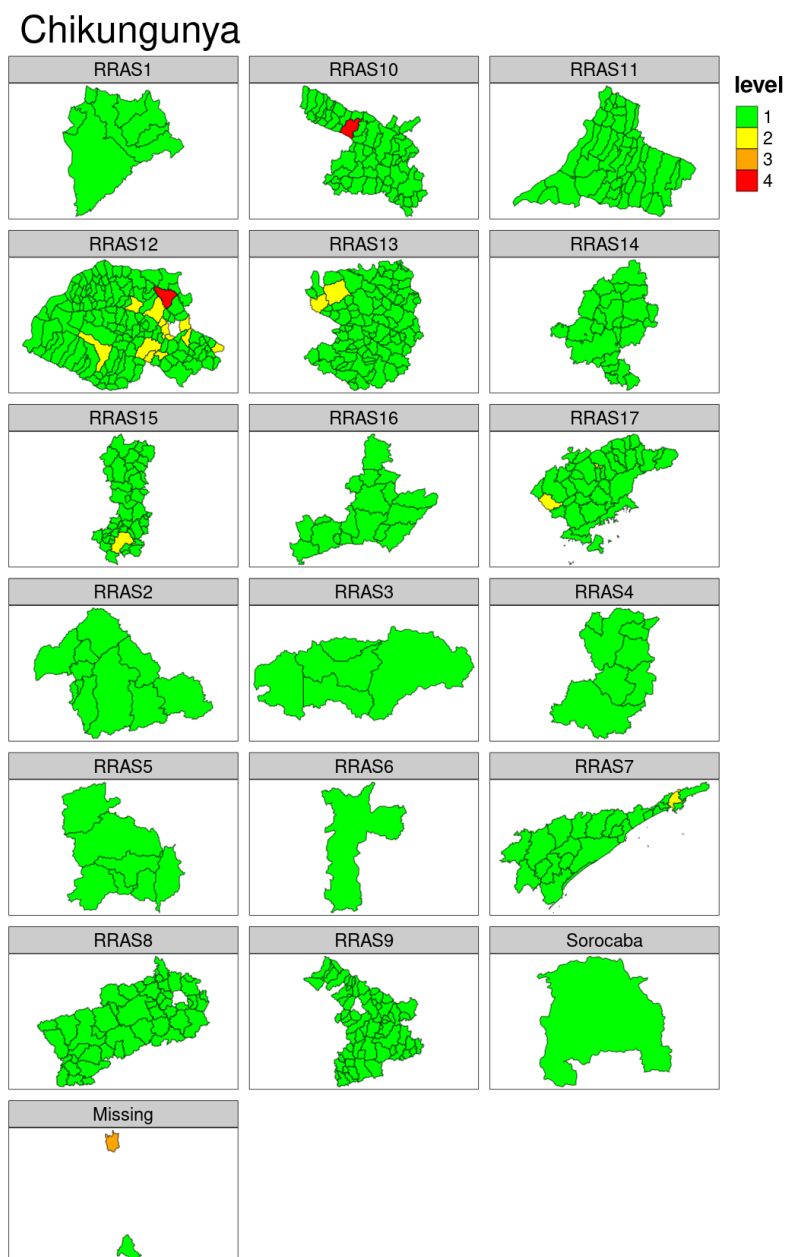 Chikungunya
RRAS1
RRAS10
RRAS11
level
1
2
3
4
RRAS12
RRAS13
RRAS14
RRAS15
RRAS16
RRAS17
RRAS2
RRAS3
RRAS4
RRAS5
RRAS6
RRAS7
RRAS8
RRAS9
Sorocaba
Missing